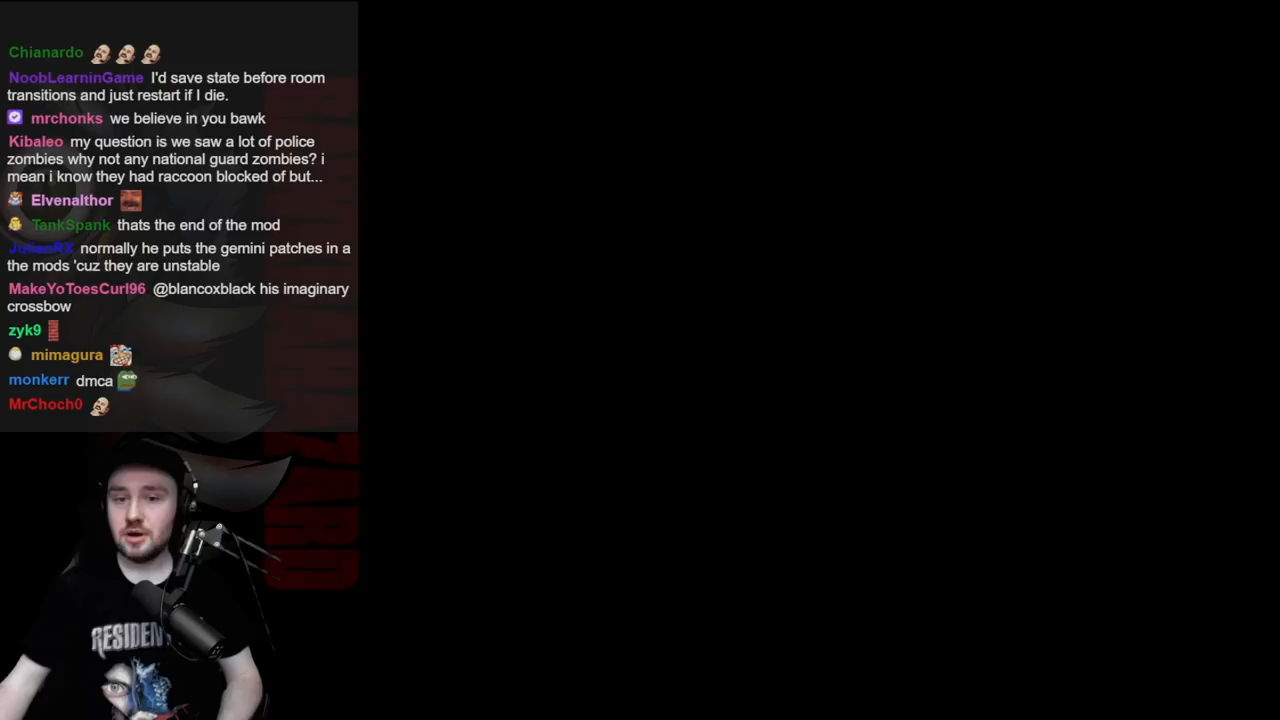 Chianardo
NoobLearninGame I'd save state before room
transitions and just restart if I die.
mrchonks we believe in you bawk
Kibaleo my question is we saw a lot of police
zombies why not any national guard zombies? i
mean i know they had raccoon blocked of but...
Elvenalthor
TankSpank thats the end of the mod
JulianRX normally he puts the gemini patches in a
the mods 'cuz they are unstable
MakeYoToesCurl96 @blancoxblack his imaginary
crossbow
zyk9
mimagura
monkerr dmca
MrChoch0
RESIDEN